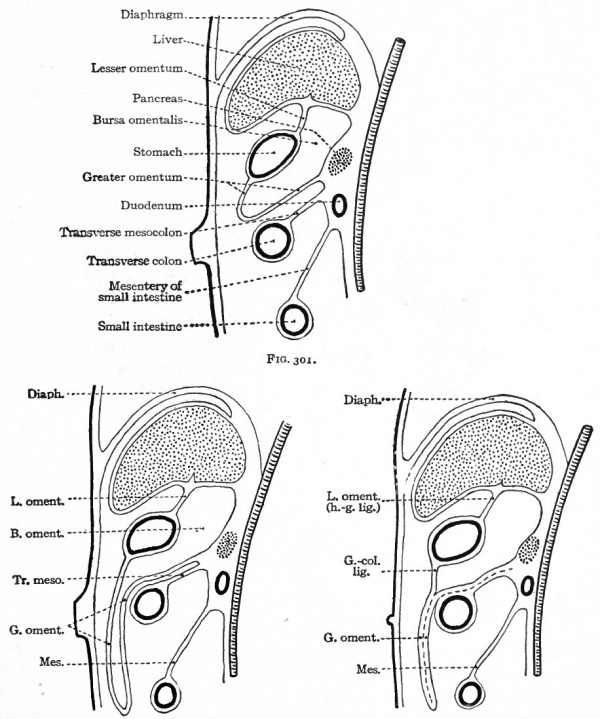 Diaphragm
Liver
Lesser omentum
Pancreas
Bursa omentalis
Stomach
Greater omentum
Duodenum
Transverse mesocolon
Transverse colon
Mesentery of
small intestine
Small intestine
FIG. 301.
Diaph.
L. oment.
B. oment.
Tr. meso.
G. oment.
Mes.
Diaph.
L. oment.
(h.-g. lig.)
G.-col.
lig.
G. oment.
Mes.